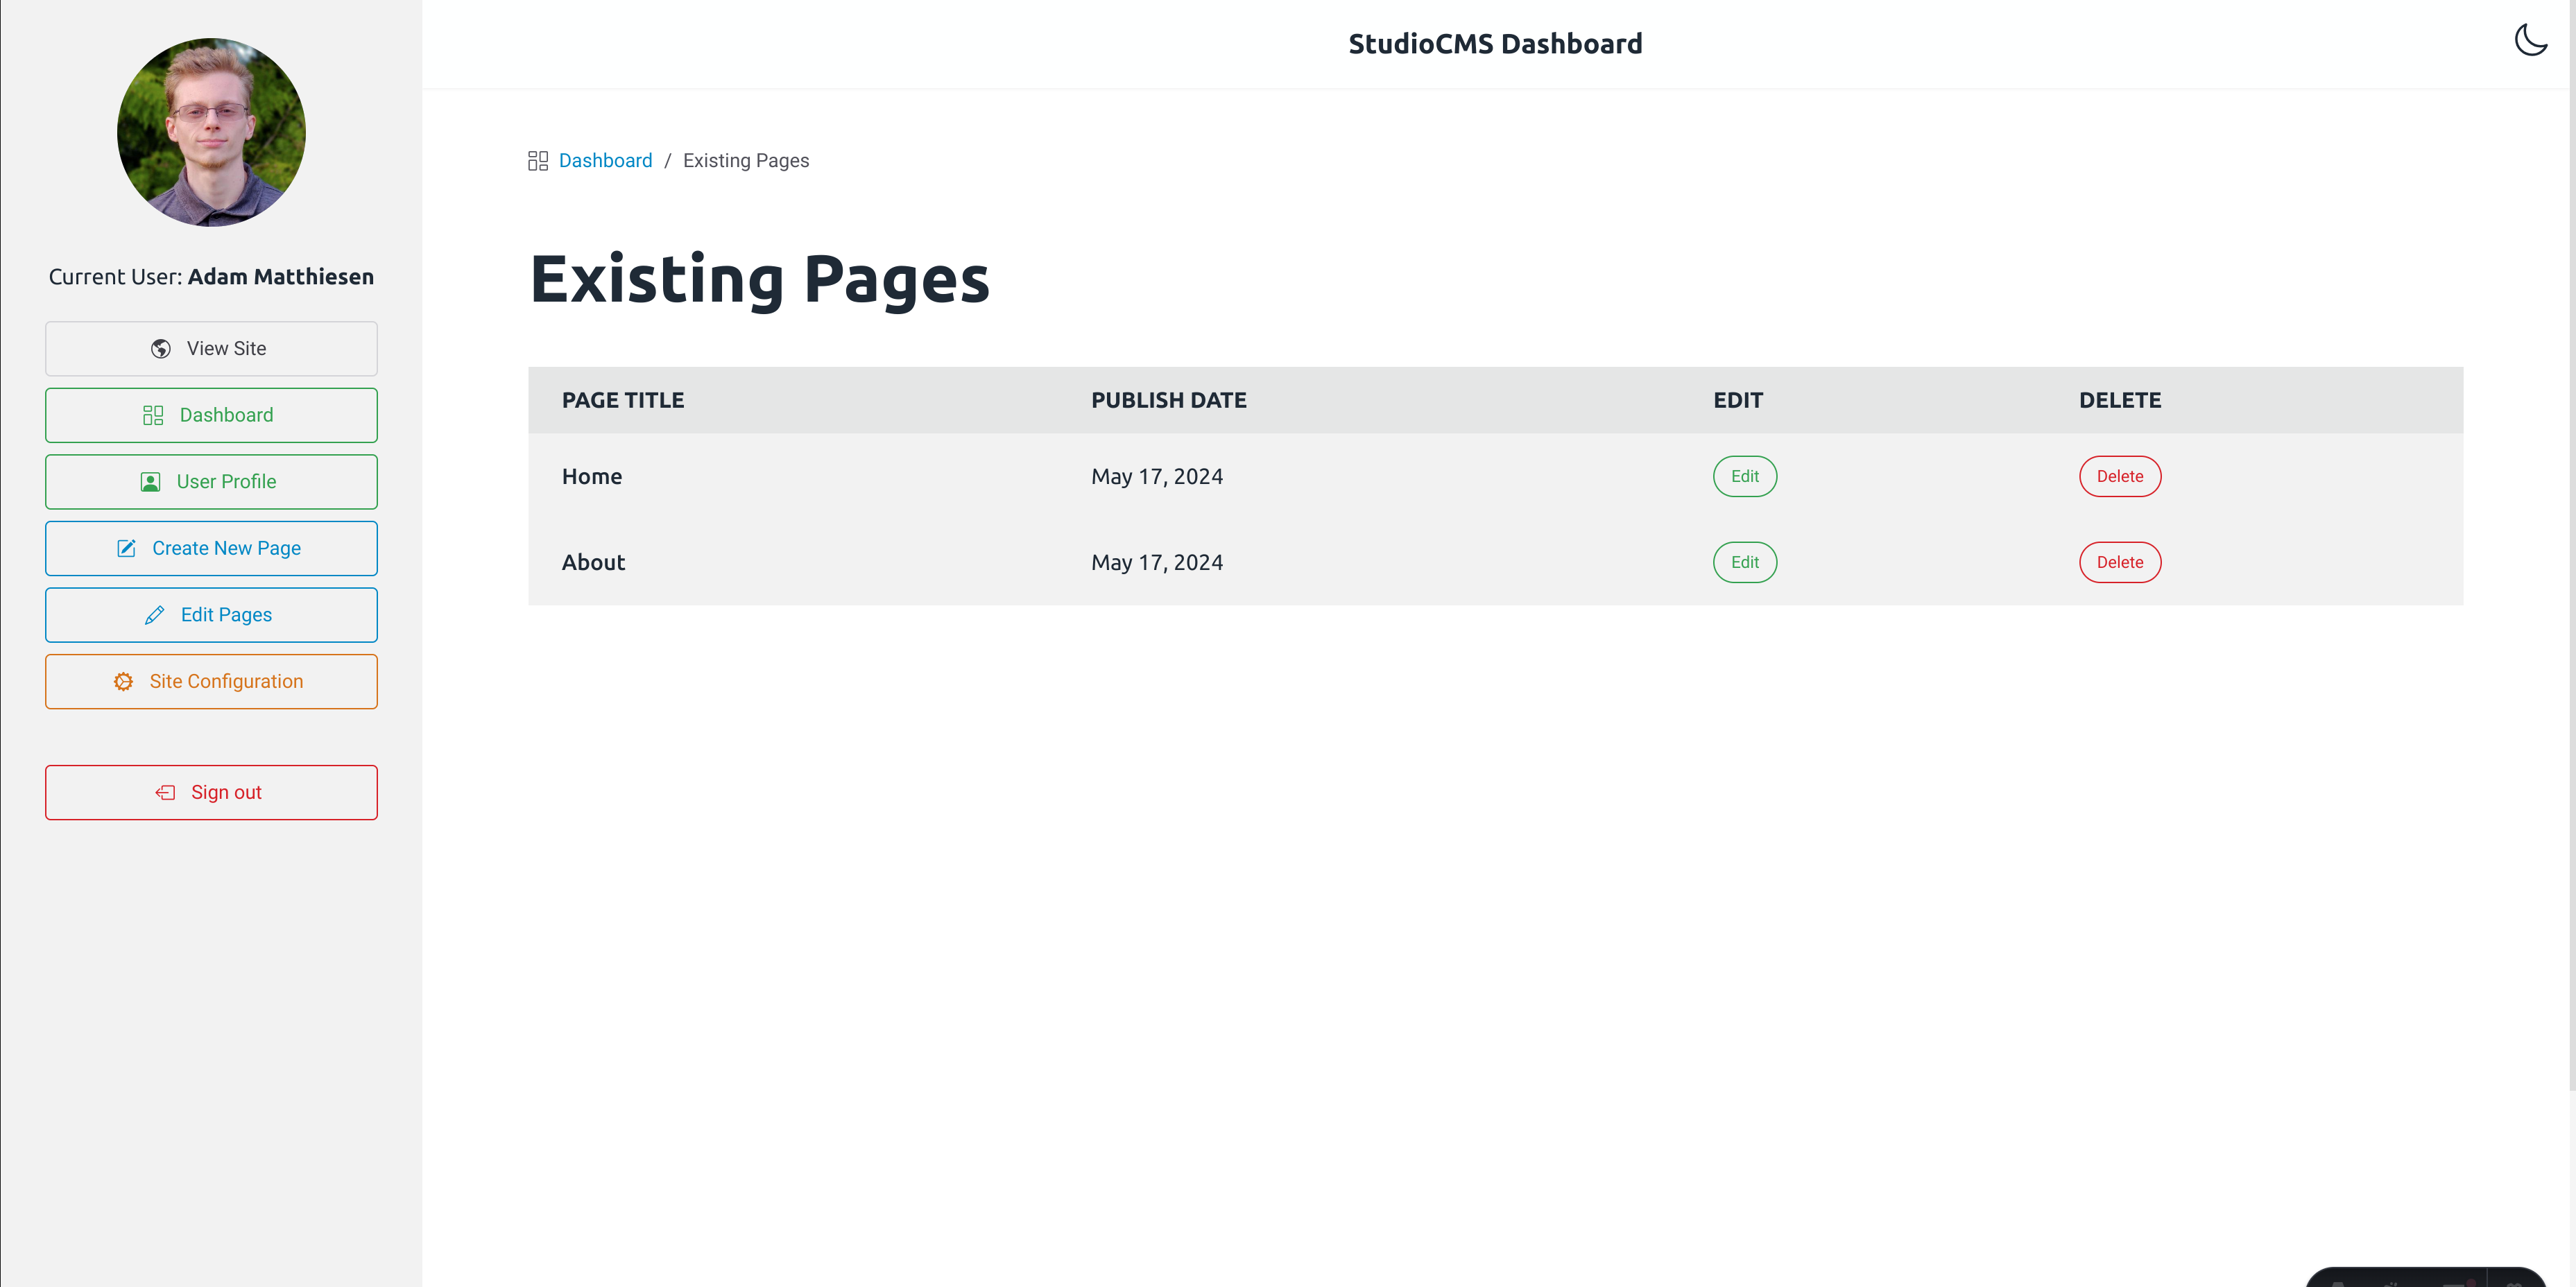 Current User: Adam Matthiesen
View Site
Dashboard
User Profile
Create New Page
Edit Pages
Site Configuration
Sign out
StudioCMS Dashboard
Dashboard / Existing Pages
Existing Pages
PAGE TITLE PUBLISH DATE EDIT DELETE
Home May 17, 2024 Edit Delete
About May 17, 2024 Edit Delete